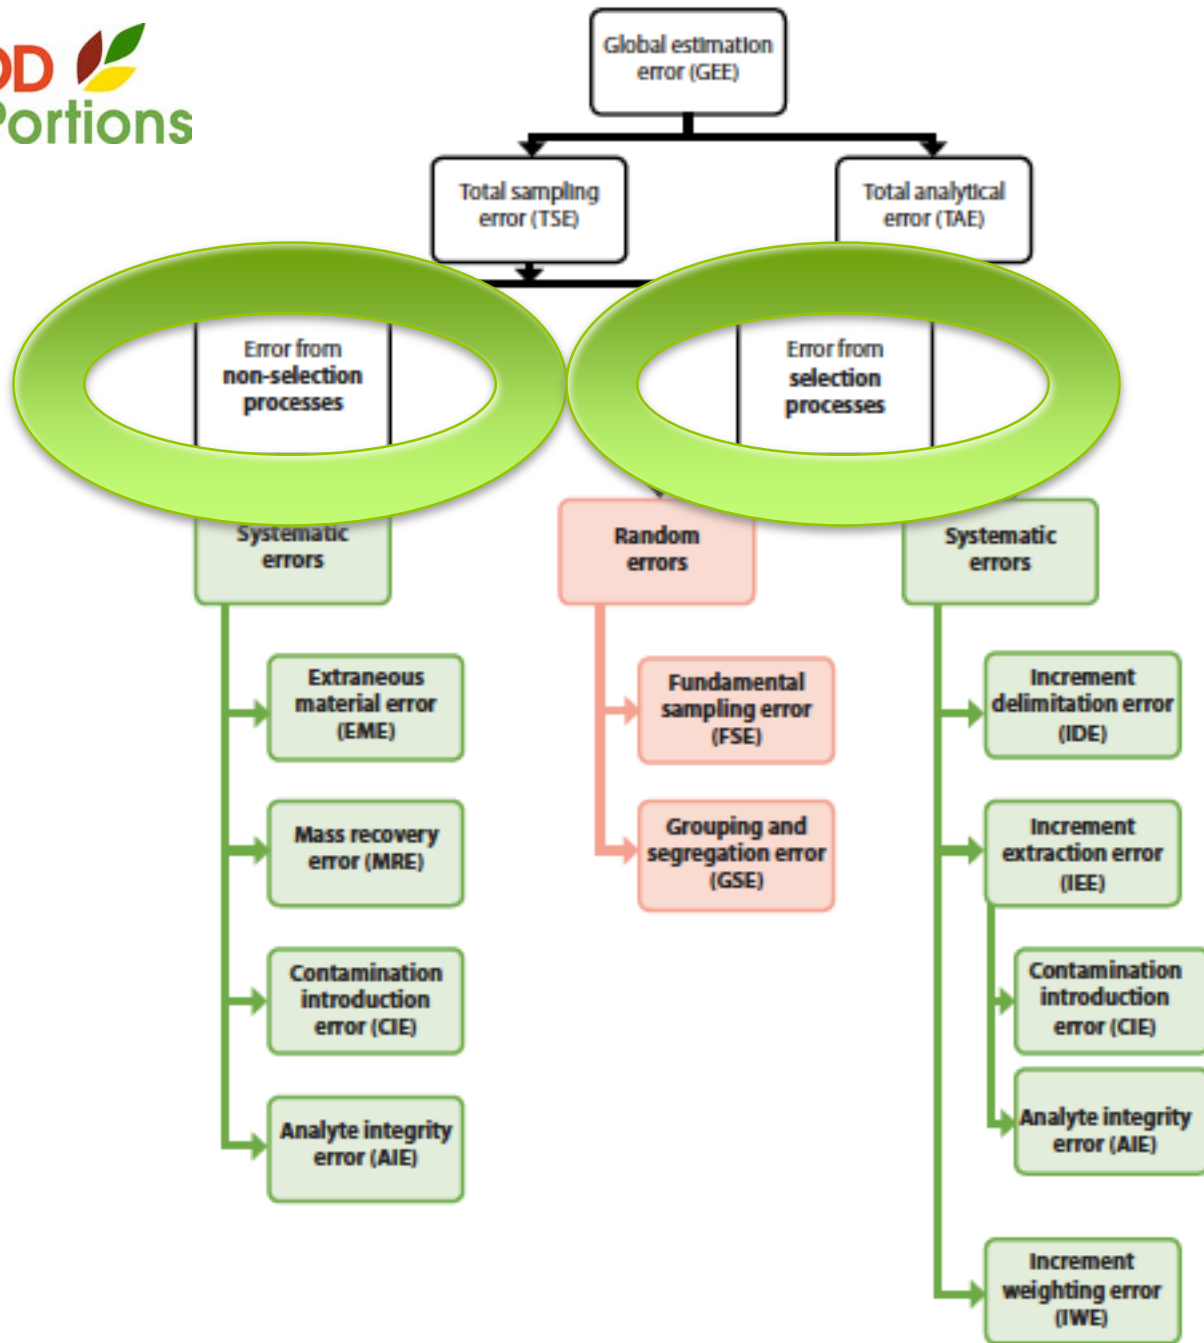 Portions
Global estimation
error (GEE)
Total sampling
error (TSE)
Total analytical
error (TAE)
Error from
non-selection
processes
Error from
selection
processes
Systematic
errors
Random
errors
Systematic
errors
Extraneous
material error
(EME)
Fundamental
sampling error
(FSE)
Increment
delimitation error
(IDE)
Mass recovery
error (MRE)
Grouping and
segregation error
(GSE)
Increment
extraction error
(IEE)
Contamination
introduction
error (CIE)
Contamination
introduction
error (CIE)
Analyte integrity
error (AIE)
Analyte integrity
error (AIE)
Increment
weighting error
(IWE)